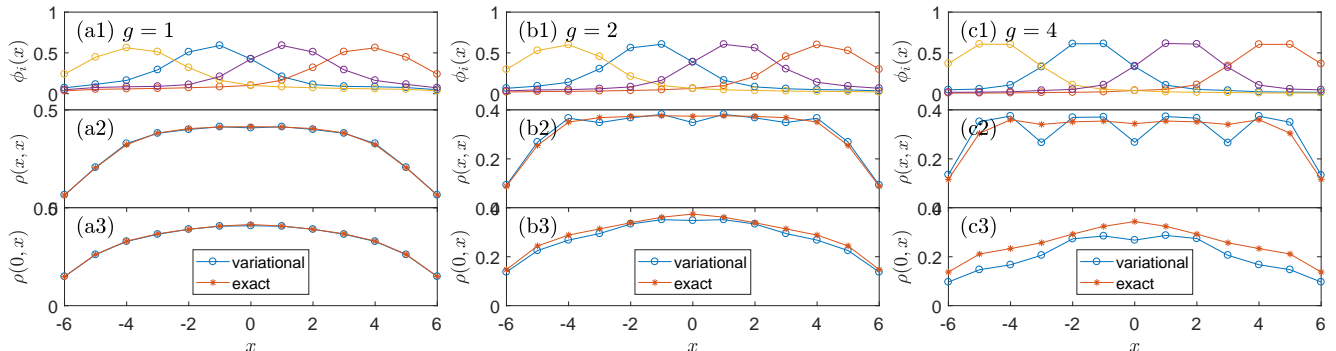 (a1) g = 1
(b1) g = 2
(c1) g = 4
ϕᵢ(x)
1
0.5
0
ϕᵢ(x)
1
0.5
0
ϕᵢ(x)
1
0.5
0
(a2)
(b2)
(c2)
ρ(x, x)
0.5
0
ρ(x, x)
0.4
0.2
0
ρ(x, x)
0.4
0.2
0
(a3)
(b3)
(c3)
ρ(0, x)
0.6
0
ρ(0, x)
0.4
0.2
0
ρ(0, x)
0.4
0.2
0
variational
exact
variational
exact
variational
exact
-6 -4 -2 0 2 4 6
-6 -4 -2 0 2 4 6
-6 -4 -2 0 2 4 6
x
x
x